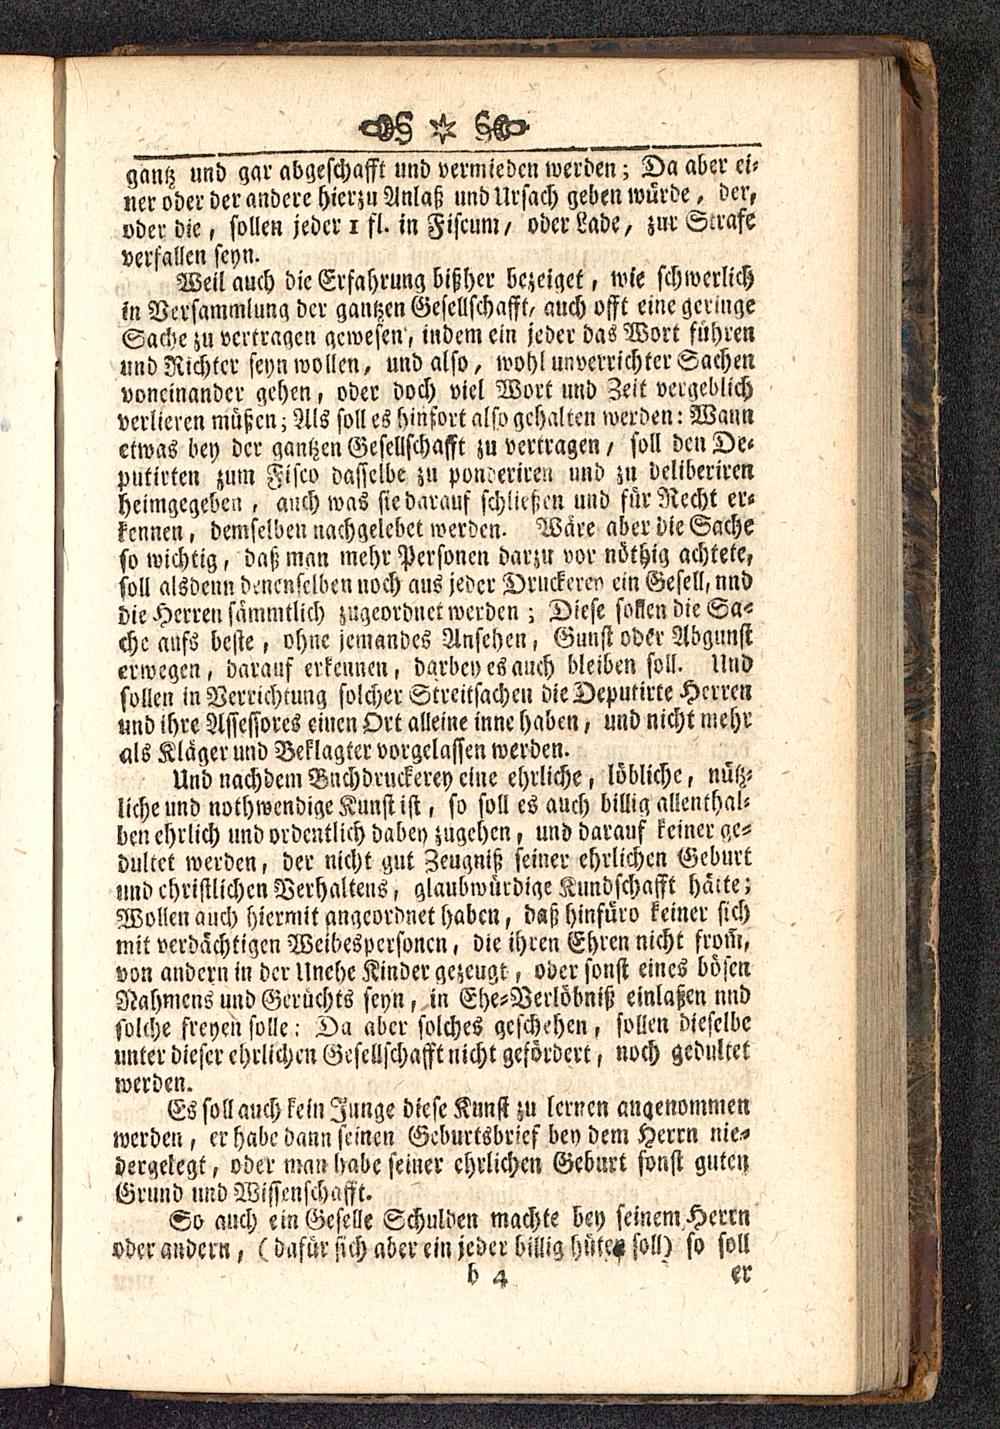 gantz und gar abgeschafft und vermieden werden; Da aber ei-
ner oder der andere hierzu Anlaß und Ursach geben würde, der,
oder die, sollen jeder 1 fl. in Fiscum, oder Lade, zur Strafe
verfallen seyn.
Weil auch die Erfahrung bißher bezeiget, wie schwerlich
in Versammlung der gantzen Gesellschafft, auch offt eine geringe
Sache zu vertragen gewesen, indem ein jeder das Wort führen
und Richter seyn wollen, und also, wohl unverrichter Sachen
voneinander gehen, oder doch viel Wort und Zeit vergeblich
verlieren müßen; Als soll es hinfort also gehalten werden: Wann
etwas bey der gantzen Gesellschafft zu vertragen, soll den De-
putirten zum Fisco dasselbe zu ponderiren und zu deliberiren
heimgegeben, auch was sie darauf schließen und für Recht er-
kennen, demselben nachgelebet werden. Wäre aber die Sache
so wichtig, daß man mehr Personen darzu vor nöthig achtete,
soll alsdenn denenselben noch aus jeder Druckerey ein Gesell, und
die Herren sämmtlich zugeordnet werden; Diese sollen die Sa-
che aufs beste, ohne jemandes Ansehen, Gunst oder Abgunst
erwegen, darauf erkennen, darbey es auch bleiben soll. Und
sollen in Verrichtung solcher Streitsachen die Deputirte Herren
und ihre Assessores einen Ort alleine inne haben, und nicht mehr
als Kläger und Beklagter vorgelassen werden.
Und nachdem Buchdruckerey eine ehrliche, löbliche, nütz-
liche und nothwendige Kunst ist, so soll es auch billig allenthal-
ben ehrlich und ordentlich dabey zugehen, und darauf keiner ge-
dultet werden, der nicht gut Zeugniß seiner ehrlichen Geburt
und christlichen Verhaltens, glaubwürdige Kundschafft hätte;
Wollen auch hiermit angeordnet haben, daß hinfüro keiner sich
mit verdächtigen Weibespersonen, die ihren Ehren nicht from̄,
von andern in der Unehe Kinder gezeugt, oder sonst eines bösen
Nahmens und Gerüchts seyn, in Ehe-Verlöbniß einlaßen und
solche freyen solle: Da aber solches geschehen, sollen dieselbe
unter dieser ehrlichen Gesellschafft nicht gefördert, noch gedultet
werden.
Es soll auch kein Junge diese Kunst zu lernen angenommen
werden, er habe dann seinen Geburtsbrief bey dem Herrn nie-
dergelegt, oder man habe seiner ehrlichen Geburt sonst guten
Grund und Wissenschafft.
So auch ein Geselle Schulden machte bey seinem Herrn
oder andern, (dafür sich aber ein jeder billig hüten soll) so soll
b 4 er